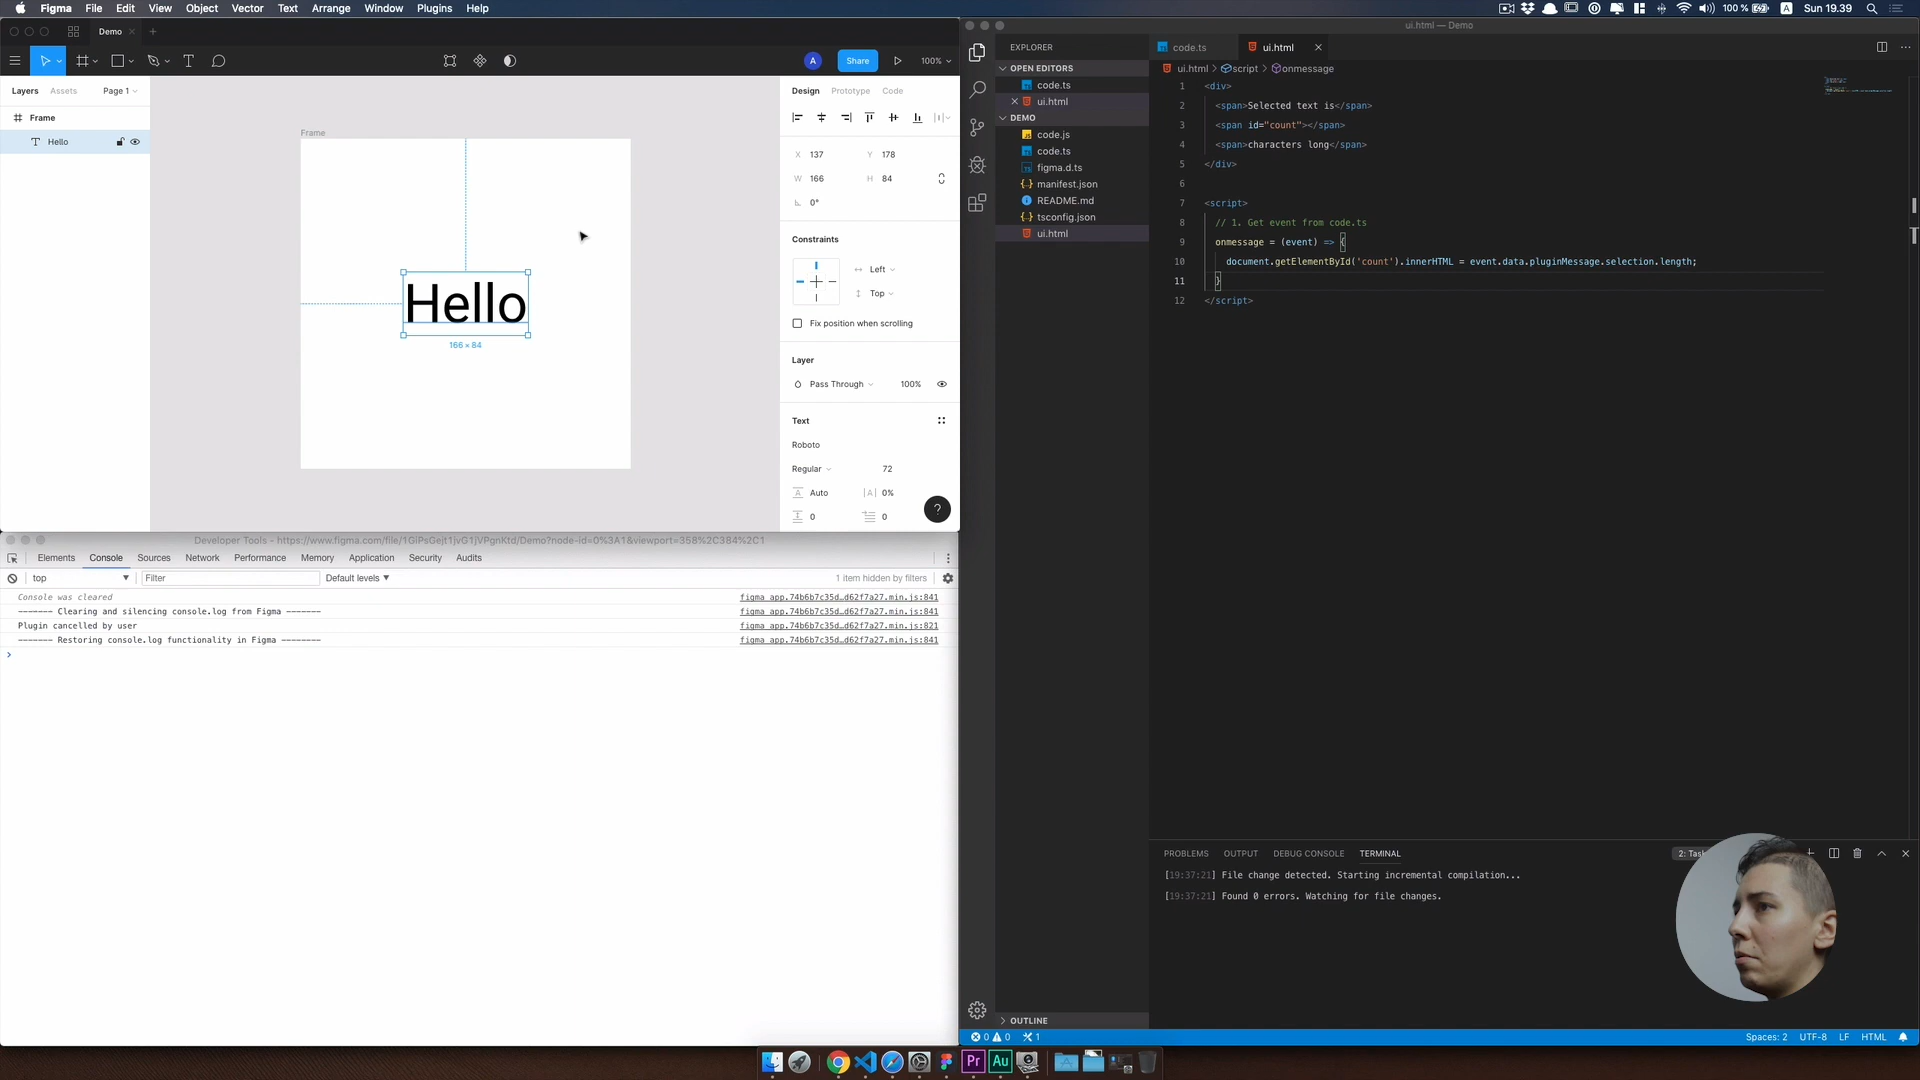 Figma File Edit View Object Vector Text Arrange Window Plugins Help
100 % A Sun 19.39
Demo
A Share 100%
Layers Assets Page 1
Frame
Hello
Frame
Hello
166 × 84
Design Prototype Code
X 137 Y 178
W 166 H 84
0°
Constraints
Left
Top
Fix position when scrolling
Layer
Pass Through 100%
Text
Roboto
Regular 72
Auto 0%
0 0
?
Developer Tools - https://www.figma.com/file/1GiPsGejt1jvG1jVPgnKtd/Demo?node-id=0%3A1&viewport=358%2C384%2C1
Elements Console Sources Network Performance Memory Application Security Audits
top Filter Default levels 1 item hidden by filters
Console was cleared figma_app.74b6b7c35d…d62f7a27.min.js:841
------- Clearing and silencing console.log from Figma ------- figma_app.74b6b7c35d…d62f7a27.min.js:841
Plugin cancelled by user figma_app.74b6b7c35d…d62f7a27.min.js:821
------- Restoring console.log functionality in Figma -------- figma_app.74b6b7c35d…d62f7a27.min.js:841
ui.html — Demo
EXPLORER
OPEN EDITORS
code.ts
ui.html
DEMO
code.js
code.ts
figma.d.ts
manifest.json
README.md
tsconfig.json
ui.html
OUTLINE
code.ts ui.html
ui.html > script > onmessage
1 <div>
2 <span>Selected text is</span>
3 <span id="count"></span>
4 <span>characters long</span>
5 </div>
6
7 <script>
8 // 1. Get event from code.ts
9 onmessage = (event) => {
10 document.getElementById('count').innerHTML = event.data.pluginMessage.selection.length;
11 }
12 </script>
PROBLEMS OUTPUT DEBUG CONSOLE TERMINAL 2: Task
[19:37:21] File change detected. Starting incremental compilation...
[19:37:21] Found 0 errors. Watching for file changes.
0 0 1 Spaces: 2 UTF-8 LF HTML
Pr Au